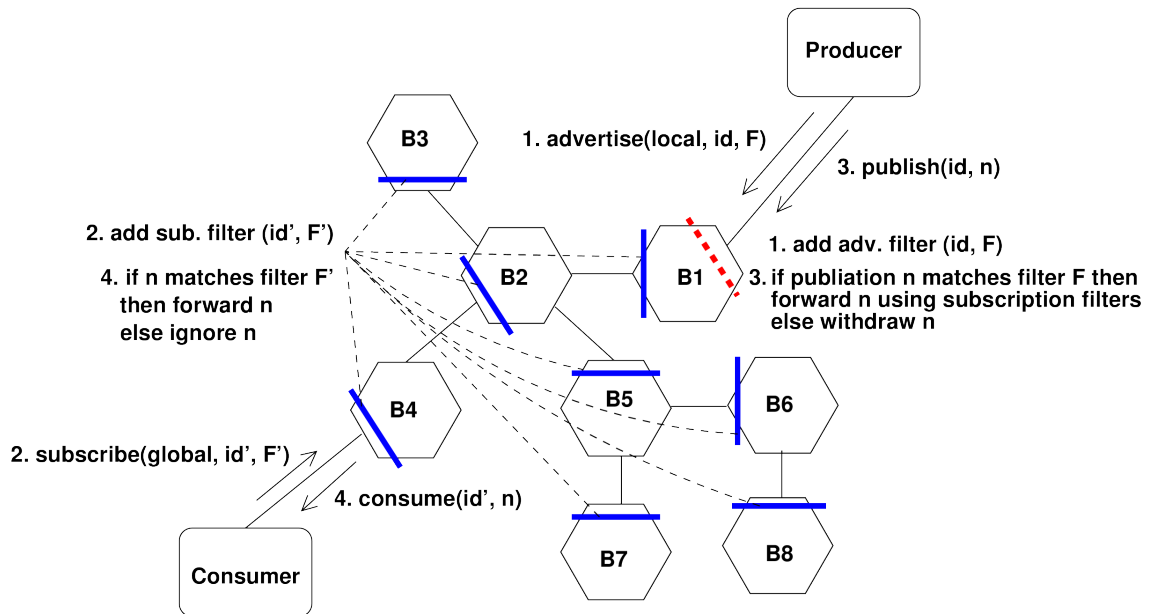 Producer
B3
1. advertise(local, id, F)
3. publish(id, n)
2. add sub. filter (id’, F’)
1. add adv. filter (id, F)
4. if n matches filter F’
then forward n
else ignore n
B2
B1
3. if publiation n matches filter F then
forward n using subscription filters
else withdraw n
B4
B5
B6
2. subscribe(global, id’, F’)
4. consume(id’, n)
B7
B8
Consumer